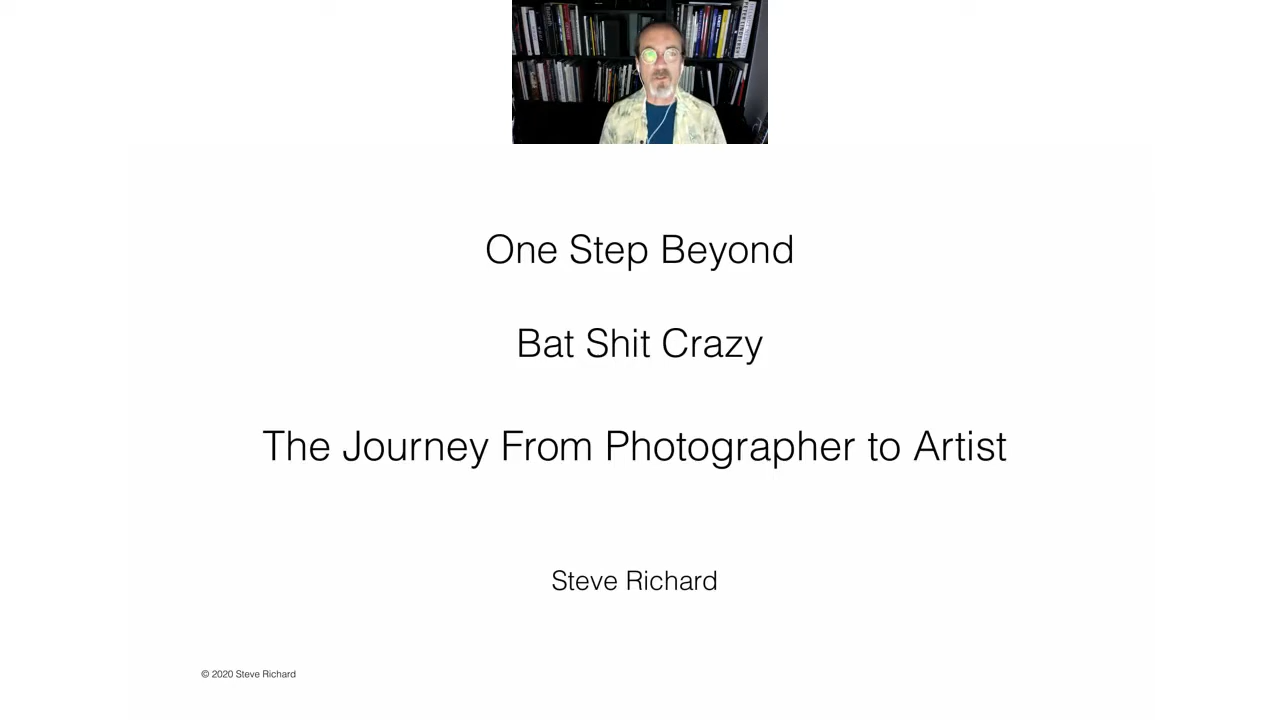 One Step Beyond
Bat Shit Crazy
The Journey From Photographer to Artist
Steve Richard
© 2020 Steve Richard